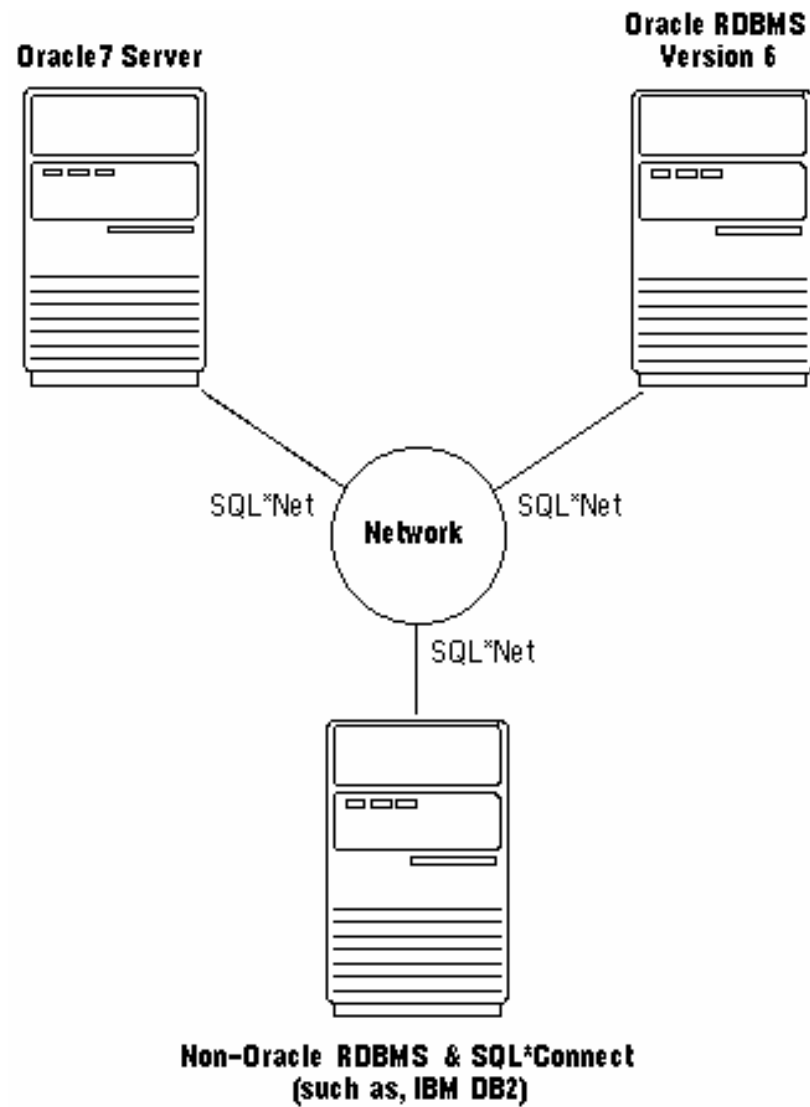 Oracle RDBMS
Version 6
Oracle7 Server
SQL*Net
Network
SQL*Net
SQL*Net
Non-Oracle RDBMS & SQL*Connect
(such as, IBM DB2)